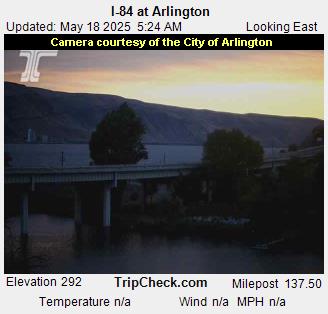 I-84 at Arlington
Updated: May 18 2025 5:24 AM Looking East
Camera courtesy of the City of Arlington
Elevation 292 TripCheck.com Milepost 137.50
Temperature n/a Wind n/a MPH n/a